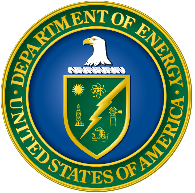 DEPARTMENT OF ENERGY
UNITED STATES OF AMERICA